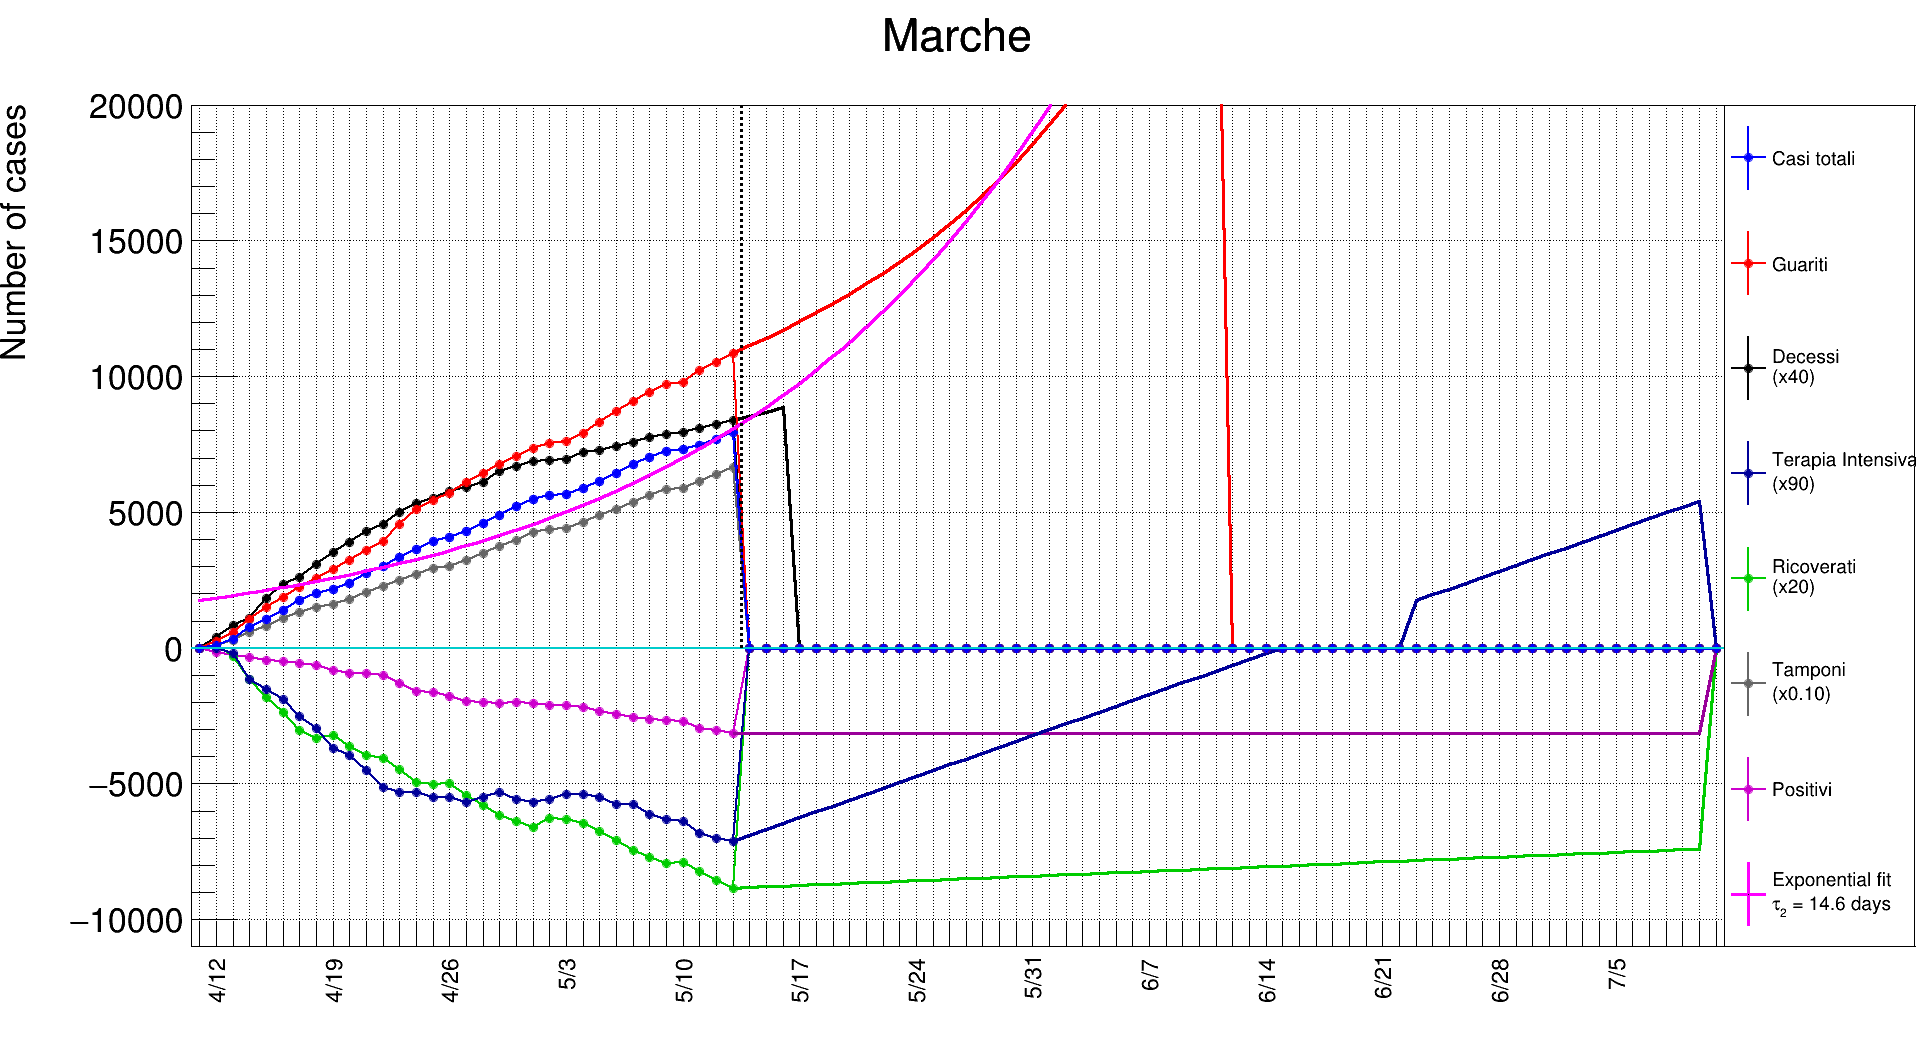 Marche
Number of cases
20000
15000
10000
5000
0
−5000
−10000
4/12
4/19
4/26
5/3
5/10
5/17
5/24
5/31
6/7
6/14
6/21
6/28
7/5
Casi totali
Guariti
Decessi
(x40)
Terapia Intensiva
(x90)
Ricoverati
(x20)
Tamponi
(x0.10)
Positivi
Exponential fit
τ2 = 14.6 days